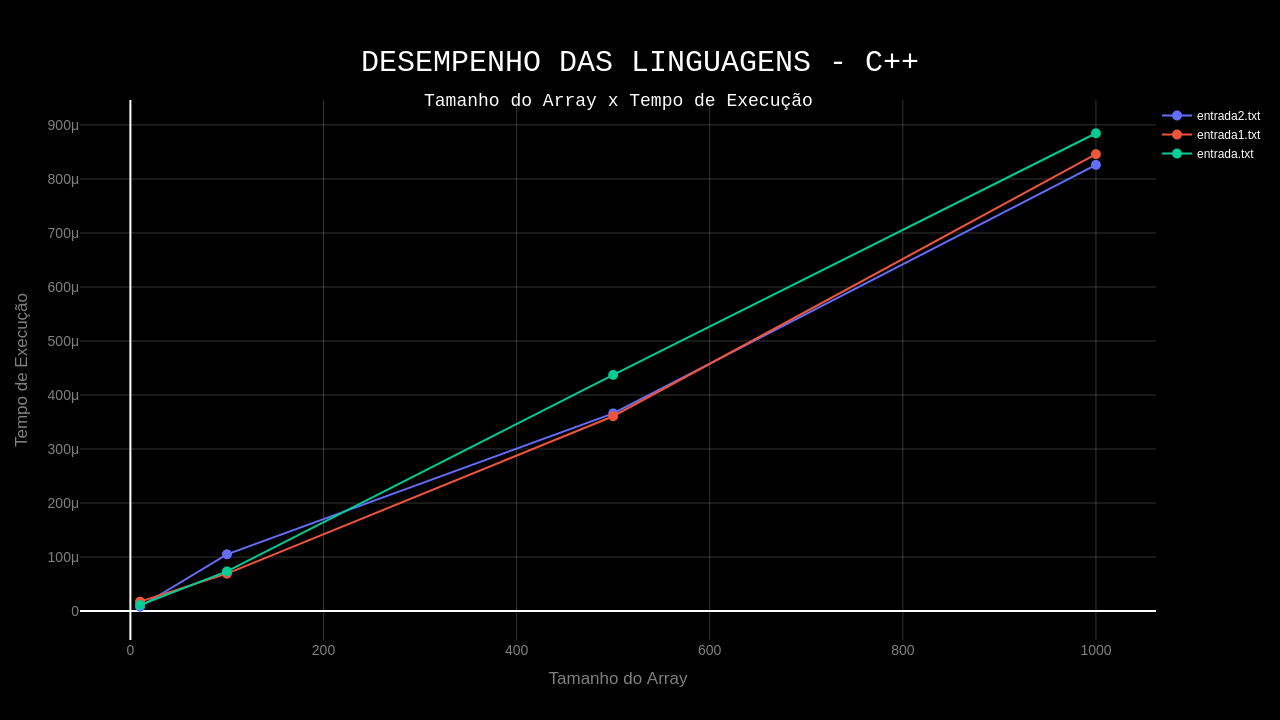 DESEMPENHO DAS LINGUAGENS - C++
Tamanho do Array x Tempo de Execução
entrada2.txt
entrada1.txt
entrada.txt
Tempo de Execução
900μ
800μ
700μ
600μ
500μ
400μ
300μ
200μ
100μ
0
0
200
400
600
800
1000
Tamanho do Array